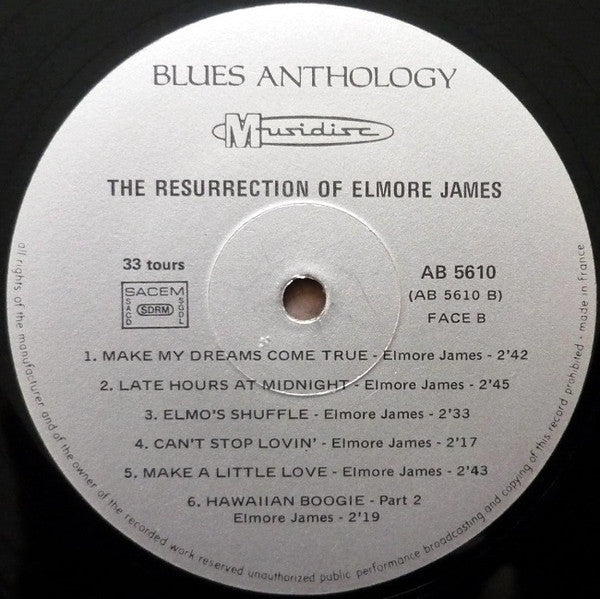 BLUES ANTHOLOGY
Musidisc
THE RESURRECTION OF ELMORE JAMES
33 tours
SACEM
SACD
SDRM
SGDL
AB 5610
(AB 5610 B)
FACE B
1. MAKE MY DREAMS COME TRUE - Elmore James - 2'42
2. LATE HOURS AT MIDNIGHT - Elmore James - 2'45
3. ELMO'S SHUFFLE - Elmore James - 2'33
4. CAN'T STOP LOVIN' - Elmore James - 2'17
5. MAKE A LITTLE LOVE - Elmore James - 2'43
6. HAWAIIAN BOOGIE - Part 2
Elmore James - 2'19
all rights of the manufacturer and of the owner of the recorded work reserved unauthorized public performance broadcasting and copying of this record prohibited - made in france